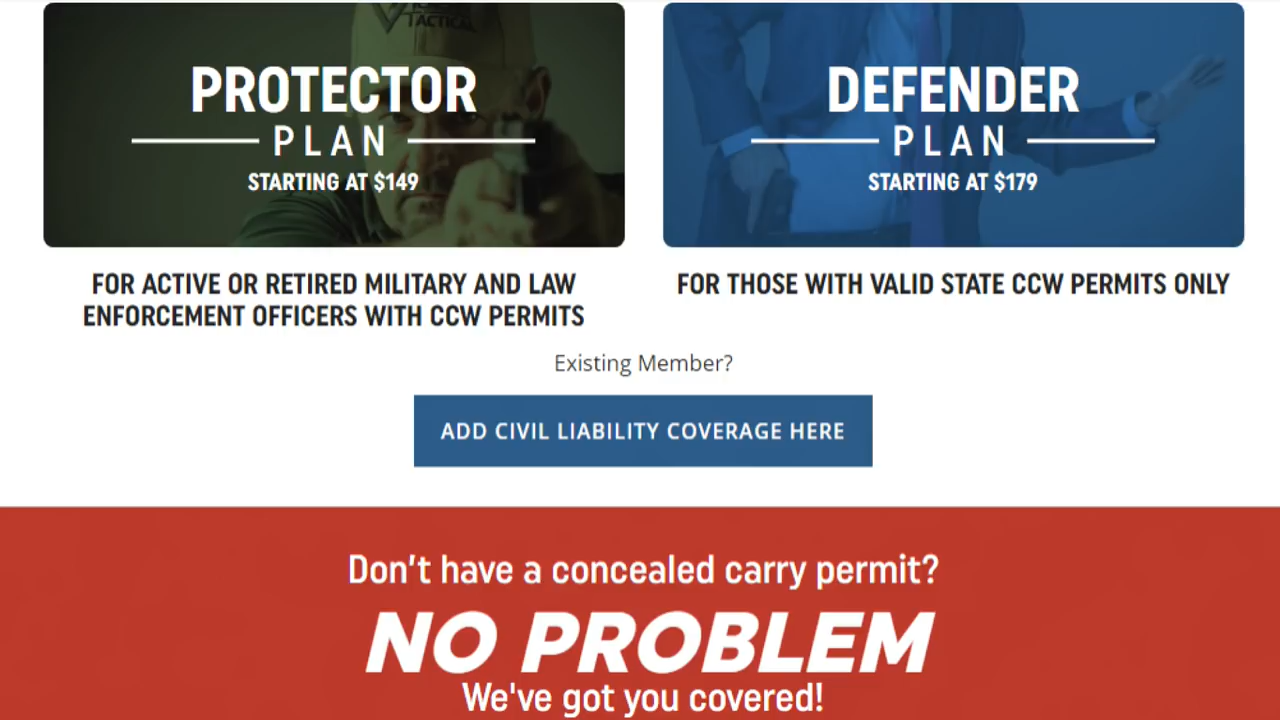 TACTICAL
PROTECTOR
PLAN
STARTING AT $149
DEFENDER
PLAN
STARTING AT $179
FOR ACTIVE OR RETIRED MILITARY AND LAW
ENFORCEMENT OFFICERS WITH CCW PERMITS
FOR THOSE WITH VALID STATE CCW PERMITS ONLY
Existing Member?
ADD CIVIL LIABILITY COVERAGE HERE
Don't have a concealed carry permit?
NO PROBLEM
We've got you covered!